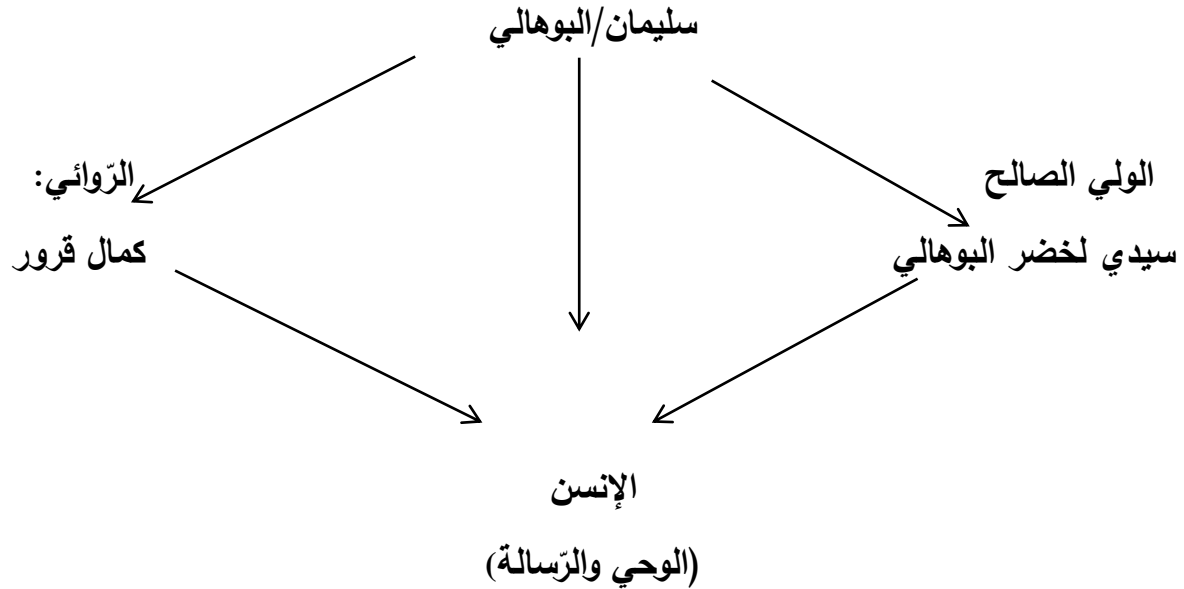 سليمان/البوهالي
الولي الصالح
سيدي لخضر البوهالي
الرّوائي:
كمال قرور
الإنسن
(الوحي والرّسالة)